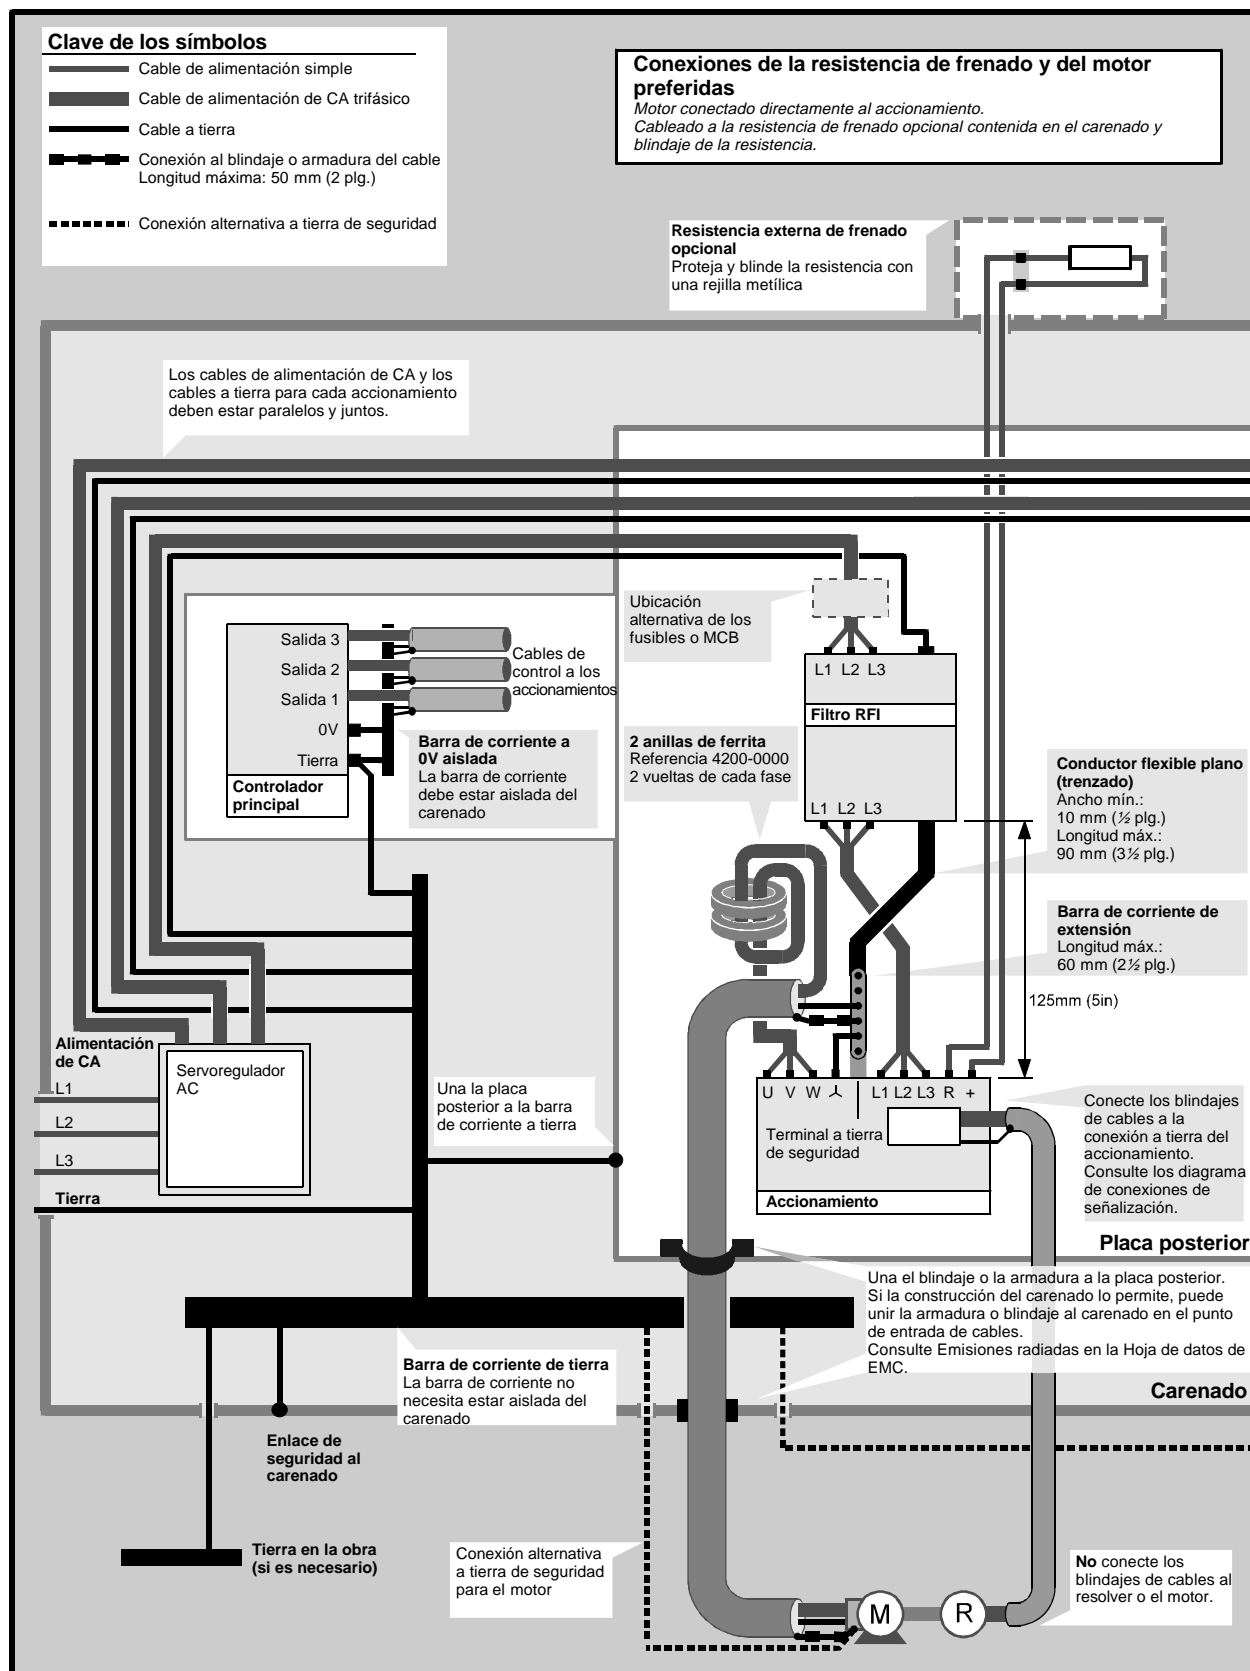 Clave de los símbolos
Cable de alimentación simple
Cable de alimentación de CA trifásico
Cable a tierra
Conexión al blindaje o armadura del cable
Longitud máxima: 50 mm (2 plg.)
Conexión alternativa a tierra de seguridad
Conexiones de la resistencia de frenado y del motor
preferidas
Motor conectado directamente al accionamiento.
Cableado a la resistencia de frenado opcional contenida en el carenado y
blindaje de la resistencia.
Resistencia externa de frenado
opcional
Proteja y blinde la resistencia con
una rejilla metílica
Los cables de alimentación de CA y los
cables a tierra para cada accionamiento
deben estar paralelos y juntos.
Ubicación
alternativa de los
fusibles o MCB
Salida 3
Salida 2
Salida 1
0V
Tierra
Controlador
principal
Cables de
control a los
accionamientos
Barra de corriente a
0V aislada
La barra de corriente
debe estar aislada del
carenado
L1 L2 L3
Filtro RFI
L1 L2 L3
2 anillas de ferrita
Referencia 4200-0000
2 vueltas de cada fase
Conductor flexible plano
(trenzado)
Ancho mín.:
10 mm (½ plg.)
Longitud máx.:
90 mm (3½ plg.)
Barra de corriente de
extensión
Longitud máx.:
60 mm (2½ plg.)
125mm (5in)
Alimentación
de CA
L1
L2
L3
Tierra
Servoregulador
AC
Una la placa
posterior a la barra
de corriente a tierra
U V W L1 L2 L3 R +
Terminal a tierra
de seguridad
Accionamiento
Conecte los blindajes
de cables a la
conexión a tierra del
accionamiento.
Consulte los diagrama
de conexiones de
señalización.
Placa posterior
Una el blindaje o la armadura a la placa posterior.
Si la construcción del carenado lo permite, puede
unir la armadura o blindaje al carenado en el punto
de entrada de cables.
Consulte Emisiones radiadas en la Hoja de datos de
EMC.
Carenado
Barra de corriente de tierra
La barra de corriente no
necesita estar aislada del
carenado
Enlace de
seguridad al
carenado
Tierra en la obra
(si es necesario)
Conexión alternativa
a tierra de seguridad
para el motor
M
R
No conecte los
blindajes de cables al
resolver o el motor.